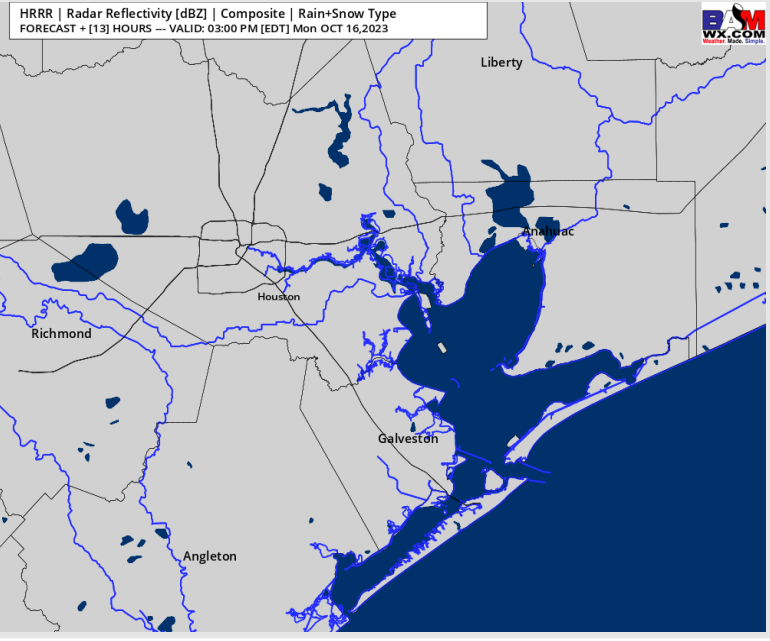 HRRR | Radar Reflectivity [dBZ] | Composite | Rain+Snow Type
FORECAST + [13] HOURS --- VALID: 03:00 PM [EDT] Mon OCT 16,2023
BAM
WX.COM
Weather. Made. Simple.
Liberty
Anahuac
Houston
Richmond
Galveston
Angleton